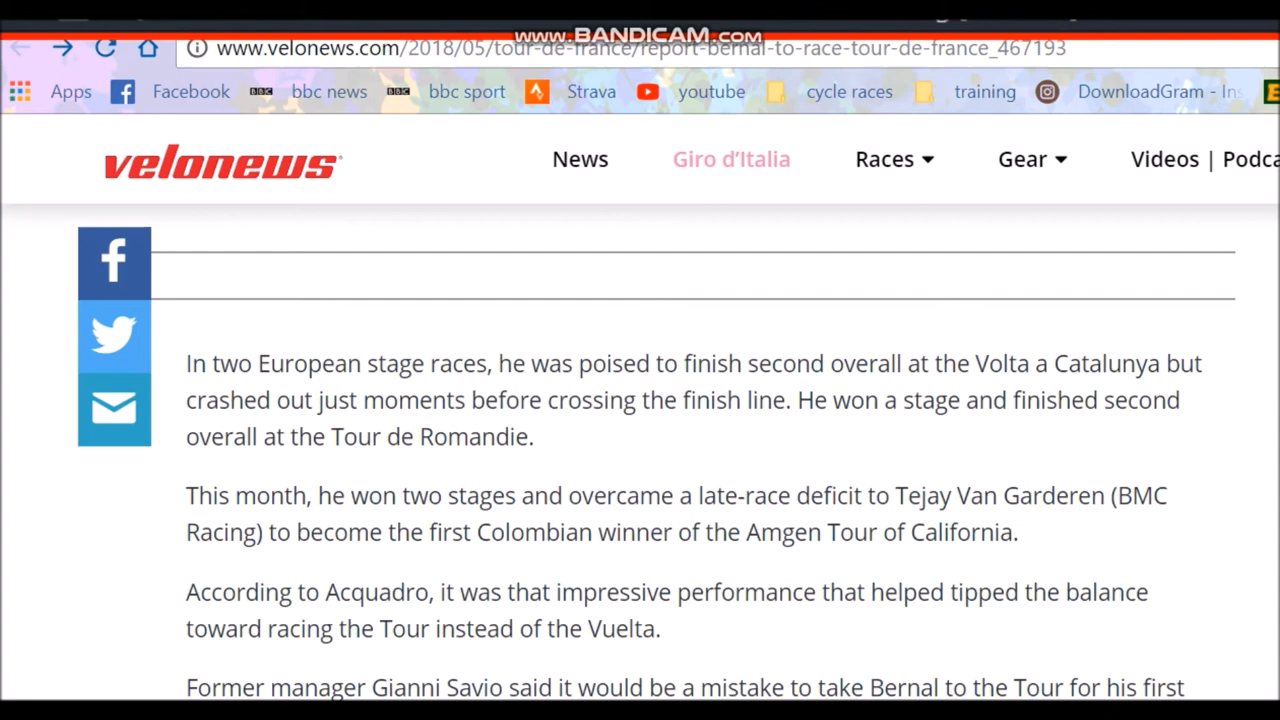 www.BANDICAM.com
www.velonews.com/2018/05/tour-de-france/report-bernal-to-race-tour-de-france_467193
Apps Facebook BBC bbc news BBC bbc sport Strava youtube cycle races training DownloadGram - Ins
velonews News Giro d’Italia Races Gear Videos | Podca
In two European stage races, he was poised to finish second overall at the Volta a Catalunya but
crashed out just moments before crossing the finish line. He won a stage and finished second
overall at the Tour de Romandie.
This month, he won two stages and overcame a late-race deficit to Tejay Van Garderen (BMC
Racing) to become the first Colombian winner of the Amgen Tour of California.
According to Acquadro, it was that impressive performance that helped tipped the balance
toward racing the Tour instead of the Vuelta.
Former manager Gianni Savio said it would be a mistake to take Bernal to the Tour for his first